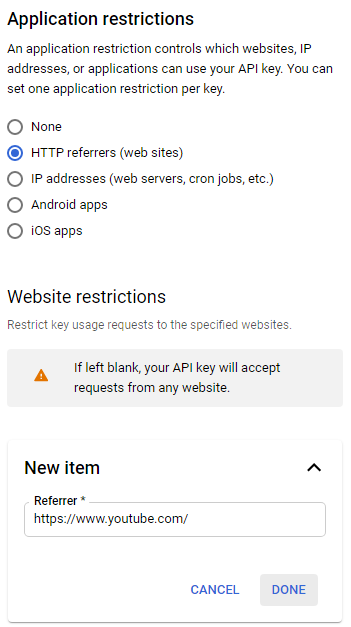 Application restrictions
An application restriction controls which websites, IP
addresses, or applications can use your API key. You can
set one application restriction per key.
None
HTTP referrers (web sites)
IP addresses (web servers, cron jobs, etc.)
Android apps
iOS apps
Website restrictions
Restrict key usage requests to the specified websites.
If left blank, your API key will accept
requests from any website.
New item
Referrer *
https://www.youtube.com/
CANCEL DONE